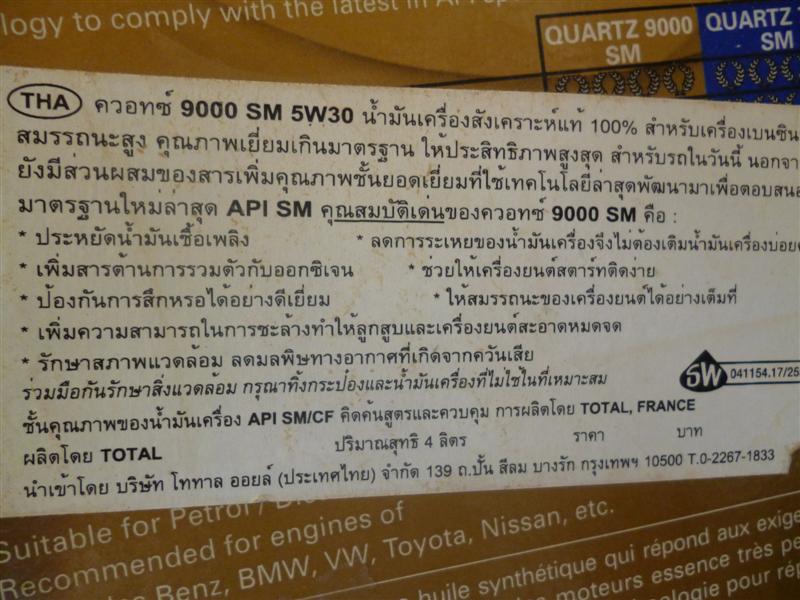 logy to comply with the latest in API
QUARTZ 9000
SM
QUARTZ
SM
THA ควอทซ์ 9000 SM 5W30 น้ำมันเครื่องสังเคราะห์แท้ 100% สำหรับเครื่องเบนซิน
สมรรถนะสูง คุณภาพเยี่ยมเกินมาตรฐาน ให้ประสิทธิภาพสูงสุด สำหรับรถในวันนี้ นอกจา
ยังมีส่วนผสมของสารเพิ่มคุณภาพชั้นยอดเยี่ยมที่ใช้เทคโนโลยีล่าสุดพัฒนามาเพื่อตอบสนอ
มาตรฐานใหม่ล่าสุด API SM คุณสมบัติเด่นของควอทซ์ 9000 SM คือ :
* ประหยัดน้ำมันเชื้อเพลิง * ลดการระเหยของน้ำมันเครื่องจึงไม่ต้องเติมน้ำมันเครื่องบ่อย
* เพิ่มสารต้านการรวมตัวกับออกซิเจน * ช่วยให้เครื่องยนต์สตาร์ทติดง่าย
* ป้องกันการสึกหรอได้อย่างดีเยี่ยม * ให้สมรรถนะของเครื่องยนต์ได้อย่างเต็มที่
* เพิ่มความสามารถในการชะล้างทำให้ลูกสูบและเครื่องยนต์สะอาดหมดจด
* รักษาสภาพแวดล้อม ลดมลพิษทางอากาศที่เกิดจากควันเสีย
ร่วมมือกันรักษาสิ่งแวดล้อม กรุณาทิ้งกระป๋องและน้ำมันเครื่องที่ไม่ใช้ในที่เหมาะสม
5W 041154.17/25
ชั้นคุณภาพของน้ำมันเครื่อง API SM/CF คิดค้นสูตรและควบคุม การผลิตโดย TOTAL, FRANCE
ผลิตโดย TOTAL ปริมาณสุทธิ 4 ลิตร ราคา บาท
นำเข้าโดย บริษัท โททาล ออยล์ (ประเทศไทย) จำกัด 139 ถ.ปั้น สีลม บางรัก กรุงเทพฯ 10500 T.0-2267-1833
Suitable for Petrol /
Recommended for engines of
Benz, BMW, VW, Toyota, Nissan, etc.
huile synthétique qui répond aux exige
moteurs essence très pe
pour ré